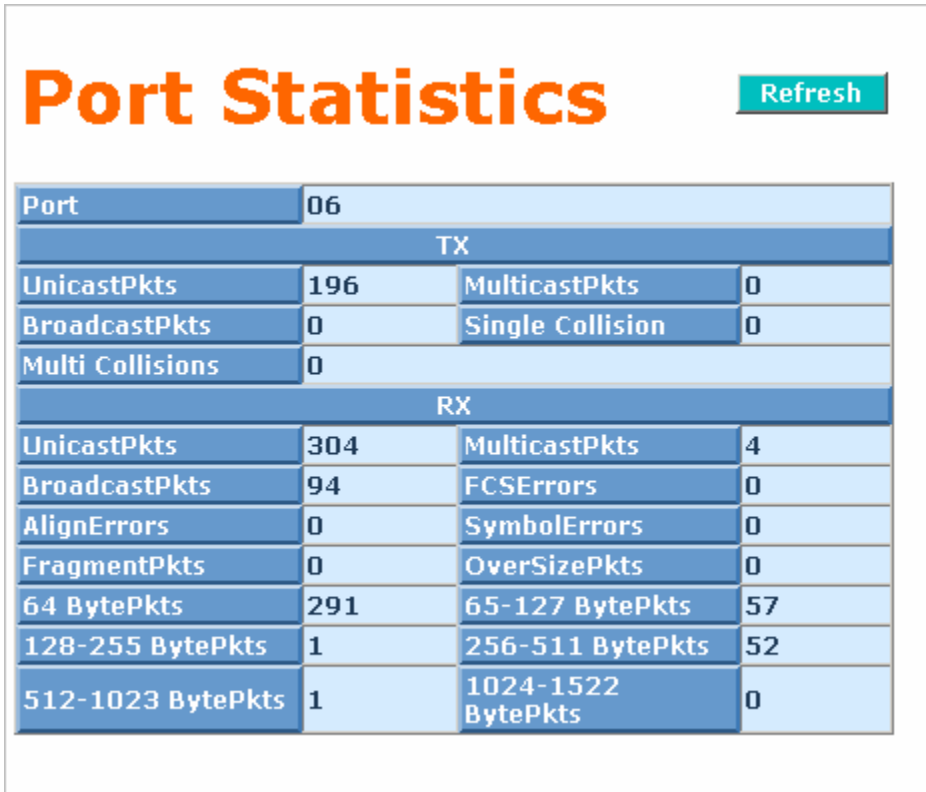 Port Statistics Refresh
Port 06
TX
UnicastPkts 196 MulticastPkts 0
BroadcastPkts 0 Single Collision 0
Multi Collisions 0
RX
UnicastPkts 304 MulticastPkts 4
BroadcastPkts 94 FCSErrors 0
AlignErrors 0 SymbolErrors 0
FragmentPkts 0 OverSizePkts 0
64 BytePkts 291 65-127 BytePkts 57
128-255 BytePkts 1 256-511 BytePkts 52
512-1023 BytePkts 1 1024-1522
BytePkts 0